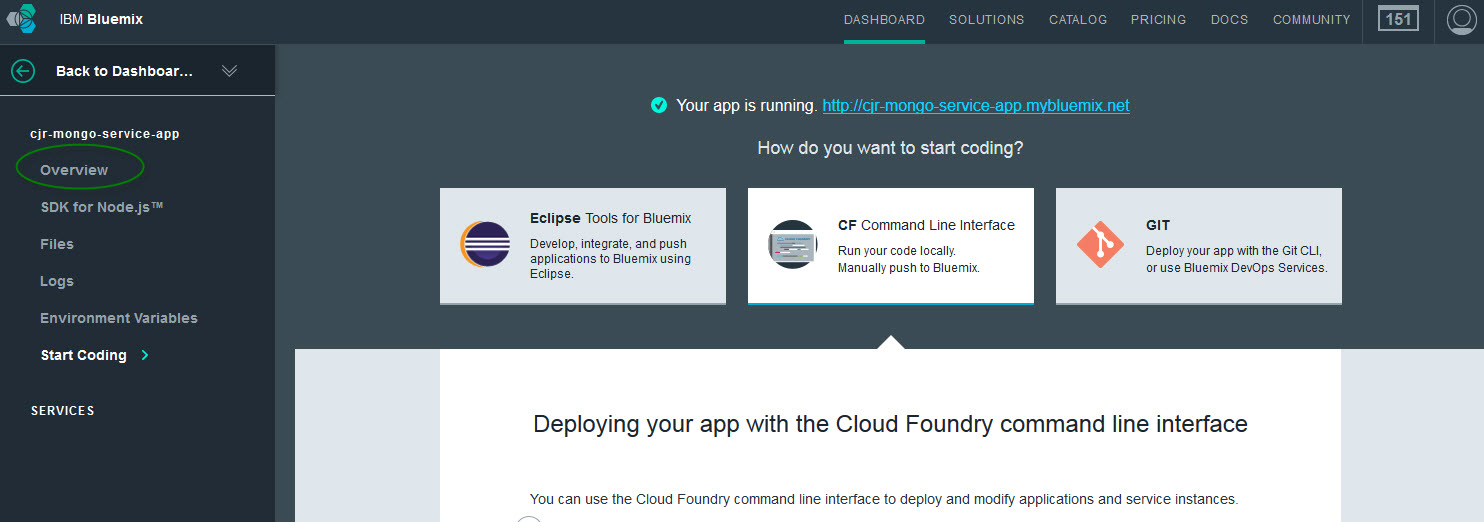 IBM Bluemix
DASHBOARD SOLUTIONS CATALOG PRICING DOCS COMMUNITY 151
Back to Dashboar...
cjr-mongo-service-app
Overview
SDK for Node.js™
Files
Logs
Environment Variables
Start Coding
SERVICES
Your app is running. http://cjr-mongo-service-app.mybluemix.net
How do you want to start coding?
Eclipse Tools for Bluemix
Develop, integrate, and push
applications to Bluemix using
Eclipse.
CF Command Line Interface
Run your code locally.
Manually push to Bluemix.
GIT
Deploy your app with the Git CLI,
or use Bluemix DevOps Services.
Deploying your app with the Cloud Foundry command line interface
You can use the Cloud Foundry command line interface to deploy and modify applications and service instances.